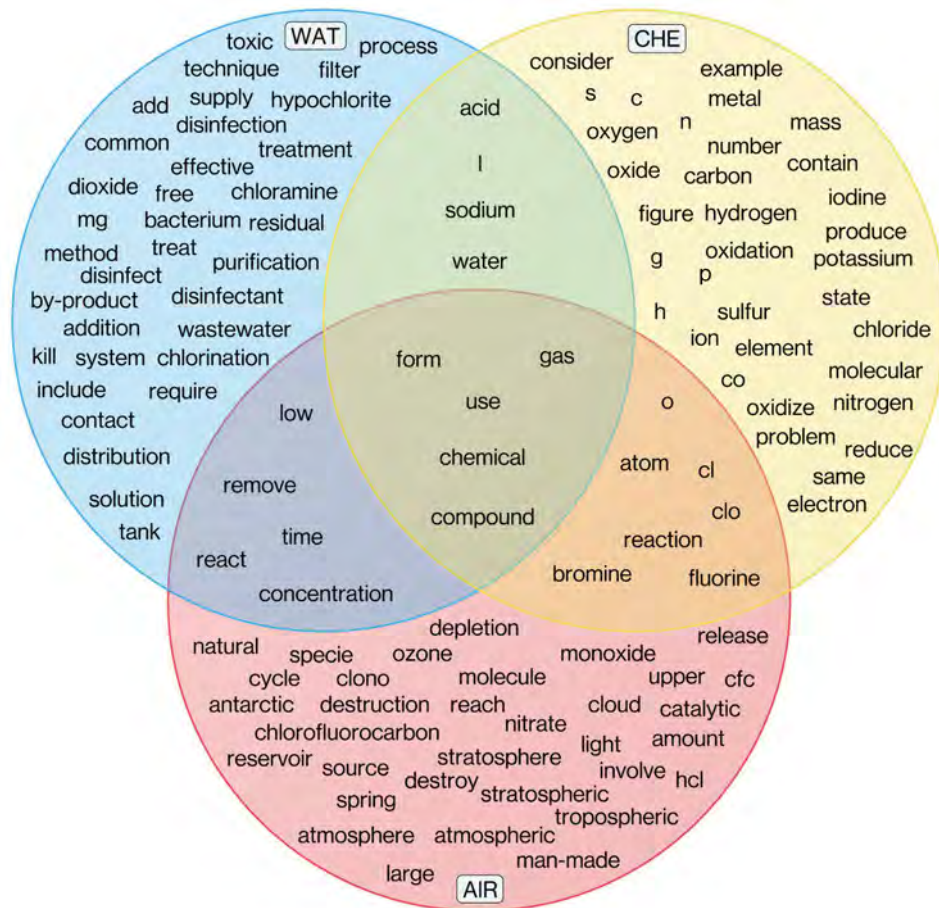 WAT
toxic
process
technique
filter
add
supply
hypochlorite
disinfection
common
treatment
effective
dioxide
free
chloramine
mg
bacterium
residual
method
treat
purification
disinfect
by-product
disinfectant
addition
wastewater
kill
system
chlorination
include
require
contact
distribution
solution
tank
acid
l
sodium
water
CHE
consider
example
s
c
metal
oxygen
n
mass
number
oxide
carbon
contain
iodine
figure
hydrogen
produce
g
oxidation
potassium
p
state
h
sulfur
chloride
ion
element
molecular
co
nitrogen
oxidize
problem
reduce
same
electron
form
gas
use
chemical
compound
low
remove
time
react
concentration
o
atom
cl
clo
reaction
bromine
fluorine
depletion
release
natural
specie
ozone
monoxide
cycle
clono
molecule
upper
cfc
antarctic
destruction
reach
cloud
catalytic
nitrate
chlorofluorocarbon
light
amount
reservoir
source
stratosphere
involve
hcl
destroy
spring
stratospheric
tropospheric
atmosphere
atmospheric
man-made
large
AIR